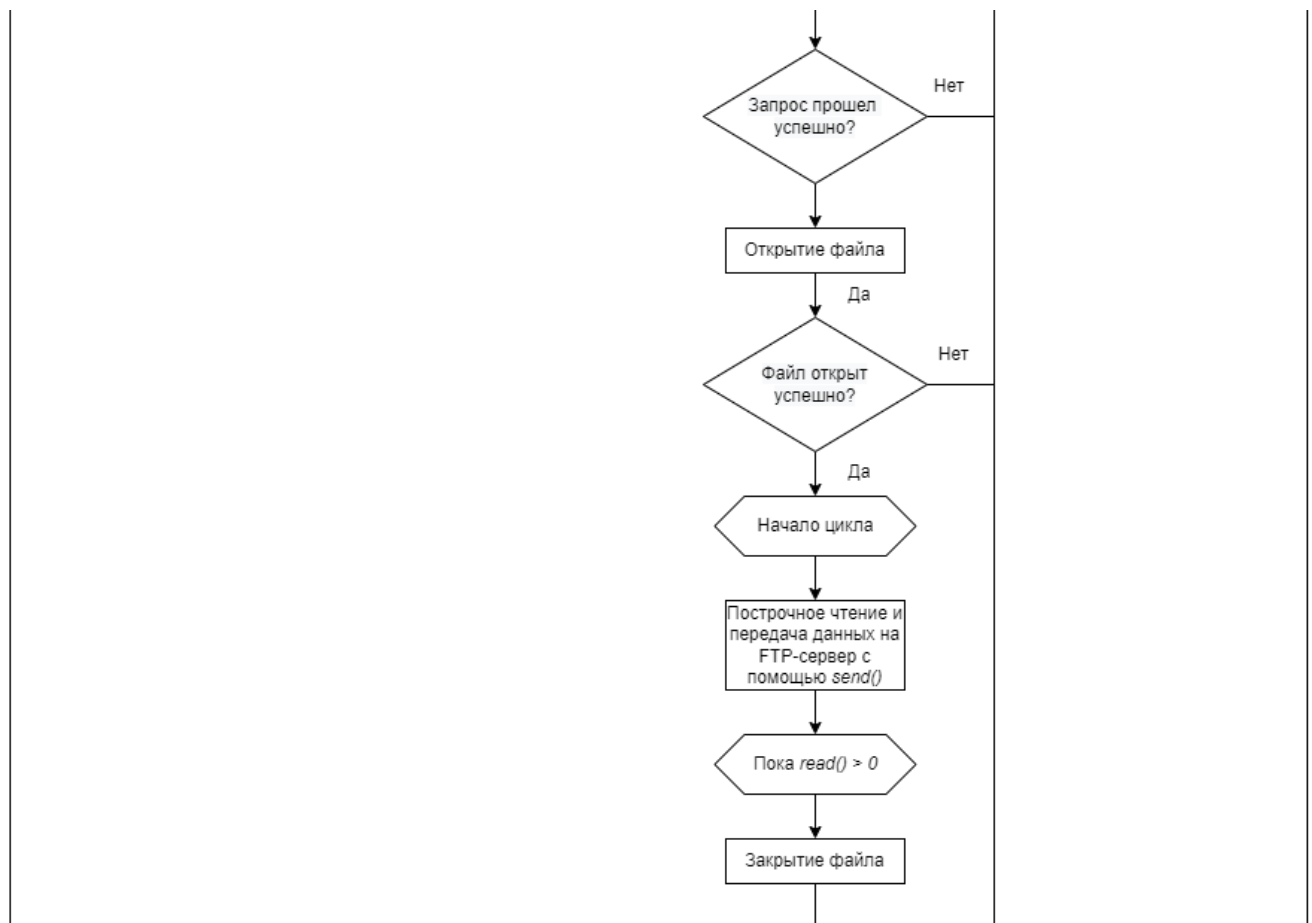 Нет
Запрос прошел
успешно?
Открытие файла
Да
Нет
Файл открыт
успешно?
Да
Начало цикла
Построчное чтение и
передача данных на
FTP-сервер с
помощью send()
Пока read() > 0
Закрытие файла